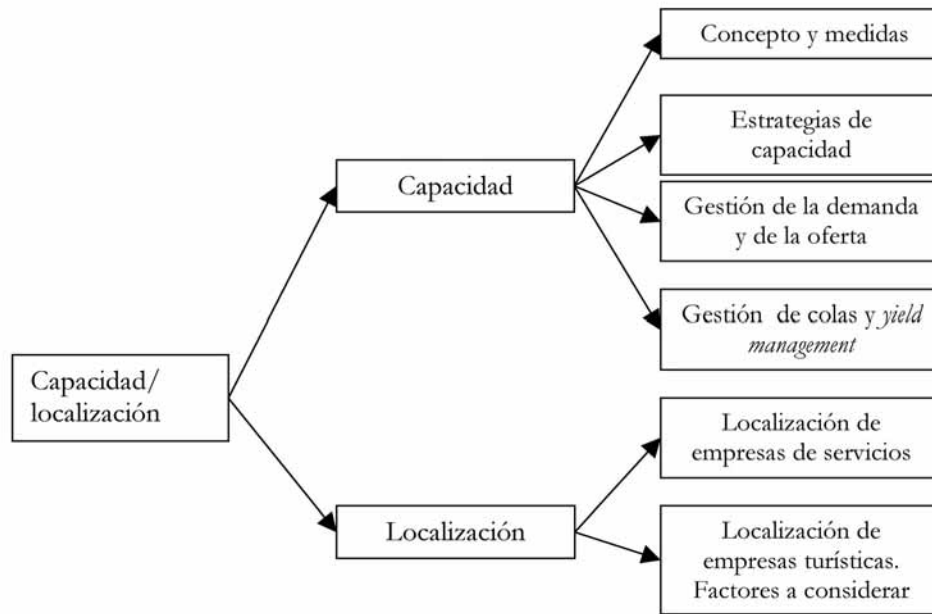 Concepto y medidas
Estrategias de
capacidad
Capacidad
Gestión de la demanda
y de la oferta
Gestión de colas y yield
management
Capacidad/
localización
Localización de
empresas de servicios
Localización
Localización de
empresas turísticas.
Factores a considerar